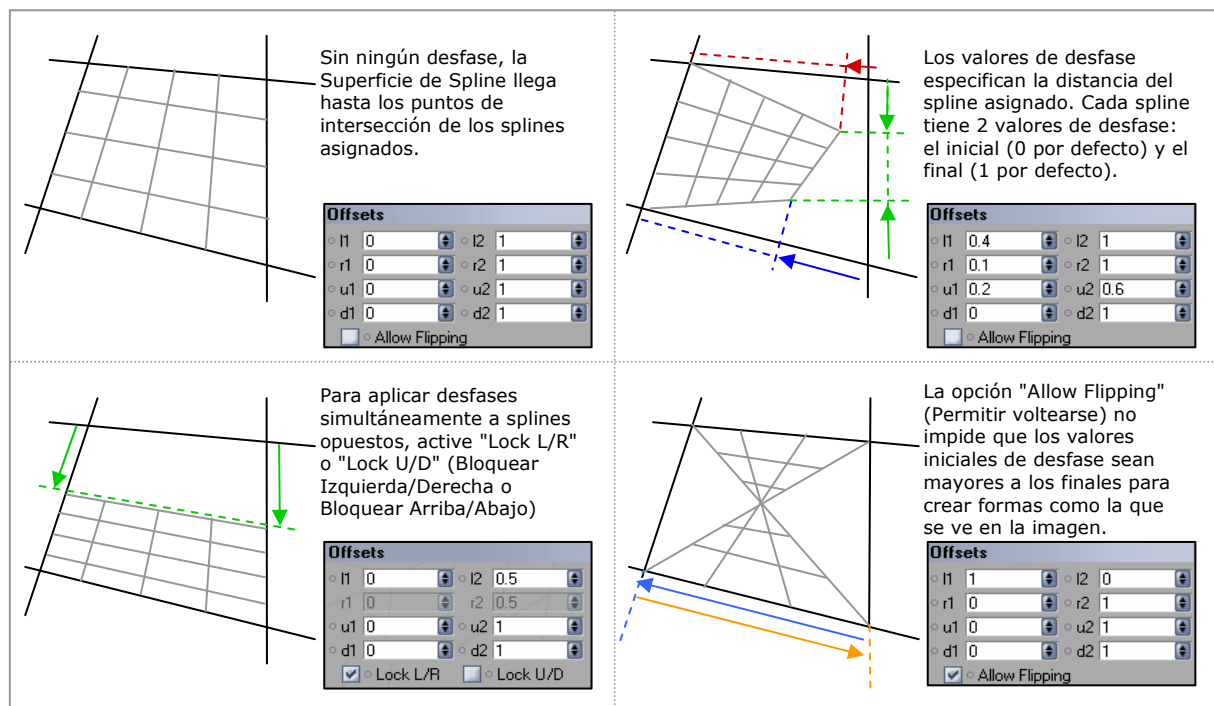 Sin ningún desfase, la
Superficie de Spline llega
hasta los puntos de
intersección de los splines
asignados.
Offsets
l1 0 l2 1
r1 0 r2 1
u1 0 u2 1
d1 0 d2 1
Allow Flipping
Los valores de desfase
especifican la distancia del
spline asignado. Cada spline
tiene 2 valores de desfase:
el inicial (0 por defecto) y el
final (1 por defecto).
Offsets
l1 0.4 l2 1
r1 0.1 r2 1
u1 0.2 u2 0.6
d1 0 d2 1
Allow Flipping
Para aplicar desfases
simultáneamente a splines
opuestos, active "Lock L/R"
o "Lock U/D" (Bloquear
Izquierda/Derecha o
Bloquear Arriba/Abajo)
Offsets
l1 0 l2 0.5
r1 0 r2 0.5
u1 0 u2 1
d1 0 d2 1
Lock L/R Lock U/D
La opción "Allow Flipping"
(Permitir voltearse) no
impide que los valores
iniciales de desfase sean
mayores a los finales para
crear formas como la que
se ve en la imagen.
Offsets
l1 1 l2 0
r1 0 r2 1
u1 0 u2 1
d1 0 d2 1
Allow Flipping